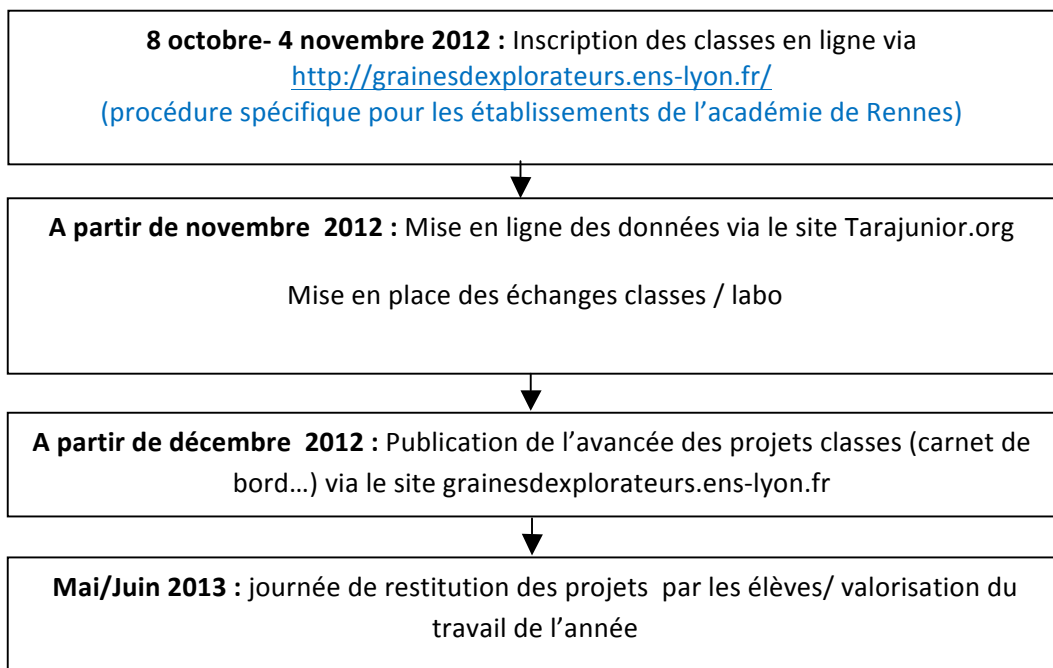 8 octobre- 4 novembre 2012 : Inscription des classes en ligne via
http://grainesdexplorateurs.ens-lyon.fr/
(procédure spécifique pour les établissements de l’académie de Rennes)
A partir de novembre 2012 : Mise en ligne des données via le site Tarajunior.org
Mise en place des échanges classes / labo
A partir de décembre 2012 : Publication de l’avancée des projets classes (carnet de
bord…) via le site grainesdexplorateurs.ens-lyon.fr
Mai/Juin 2013 : journée de restitution des projets par les élèves/ valorisation du
travail de l’année